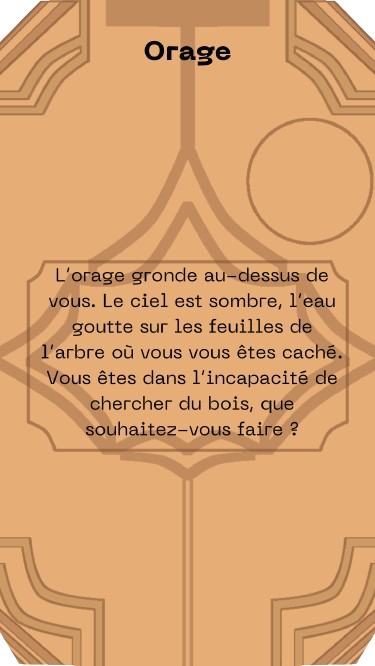 Orage
L'orage gronde au-dessus de
vous. Le ciel est sombre, l'eau
goutte sur les feuilles de
l'arbre où vous vous êtes caché.
Vous êtes dans l'incapacité de
chercher du bois, que
souhaitez-vous faire ?